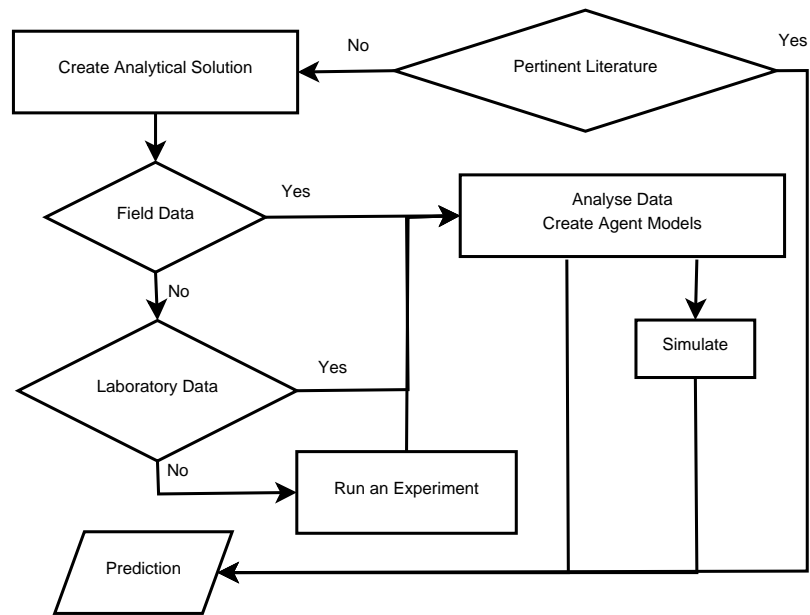 Yes
No
Pertinent Literature
Create Analytical Solution
Yes
Field Data
Analyse Data
Create Agent Models
No
Simulate
Yes
Laboratory Data
No
Run an Experiment
Prediction